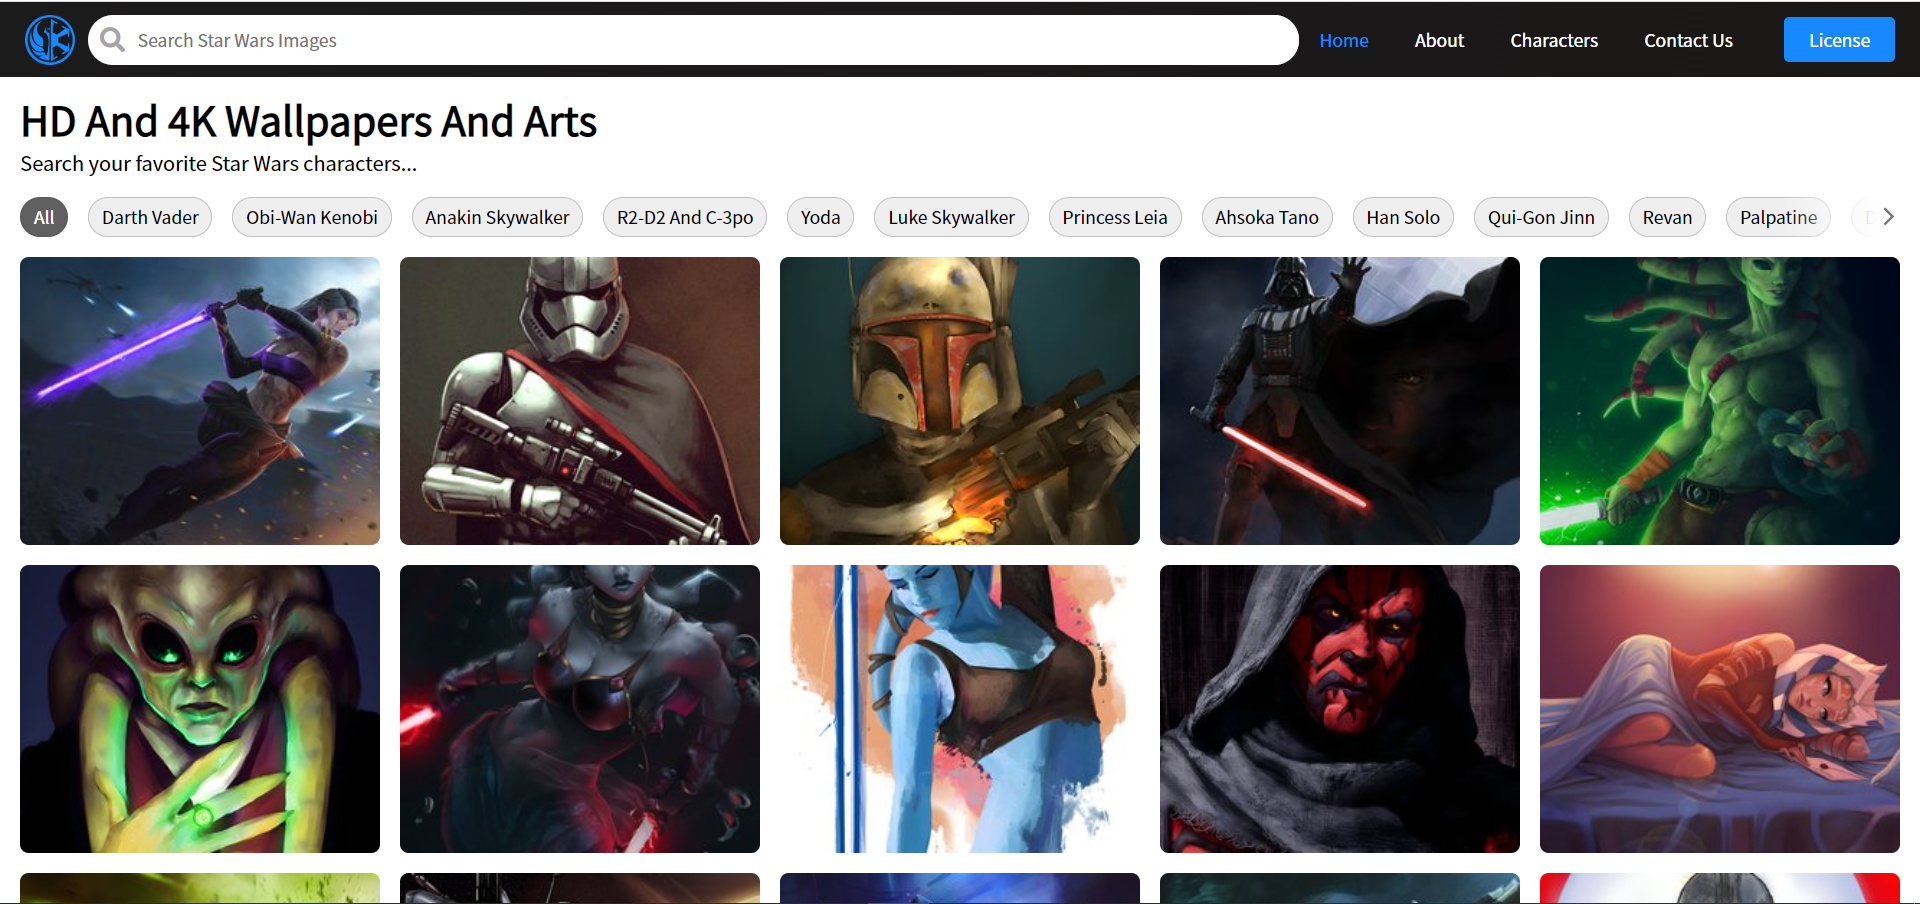 Search Star Wars Images
Home
About
Characters
Contact Us
License
HD And 4K Wallpapers And Arts
Search your favorite Star Wars characters...
All
Darth Vader
Obi-Wan Kenobi
Anakin Skywalker
R2-D2 And C-3po
Yoda
Luke Skywalker
Princess Leia
Ahsoka Tano
Han Solo
Qui-Gon Jinn
Revan
Palpatine